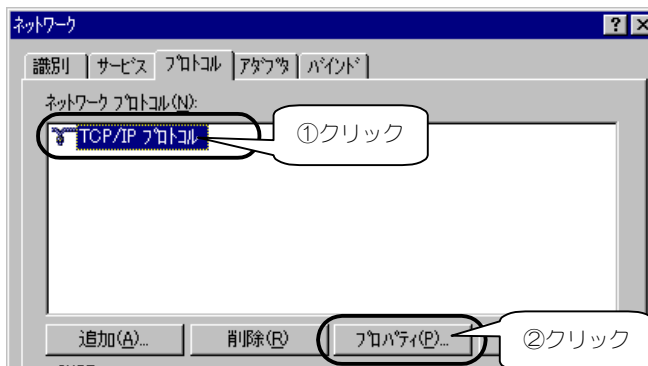 ネットワーク ? ×
識別 サービス プロトコル アダプタ バインド
ネットワーク プロトコル(N):
TCP/IP プロトコル
①クリック
追加(A)... 削除(R) プロパティ(P)...
②クリック